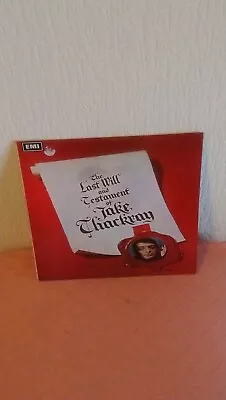 EMI
The
Last Will
and
Testament
of
Jake
Thackray